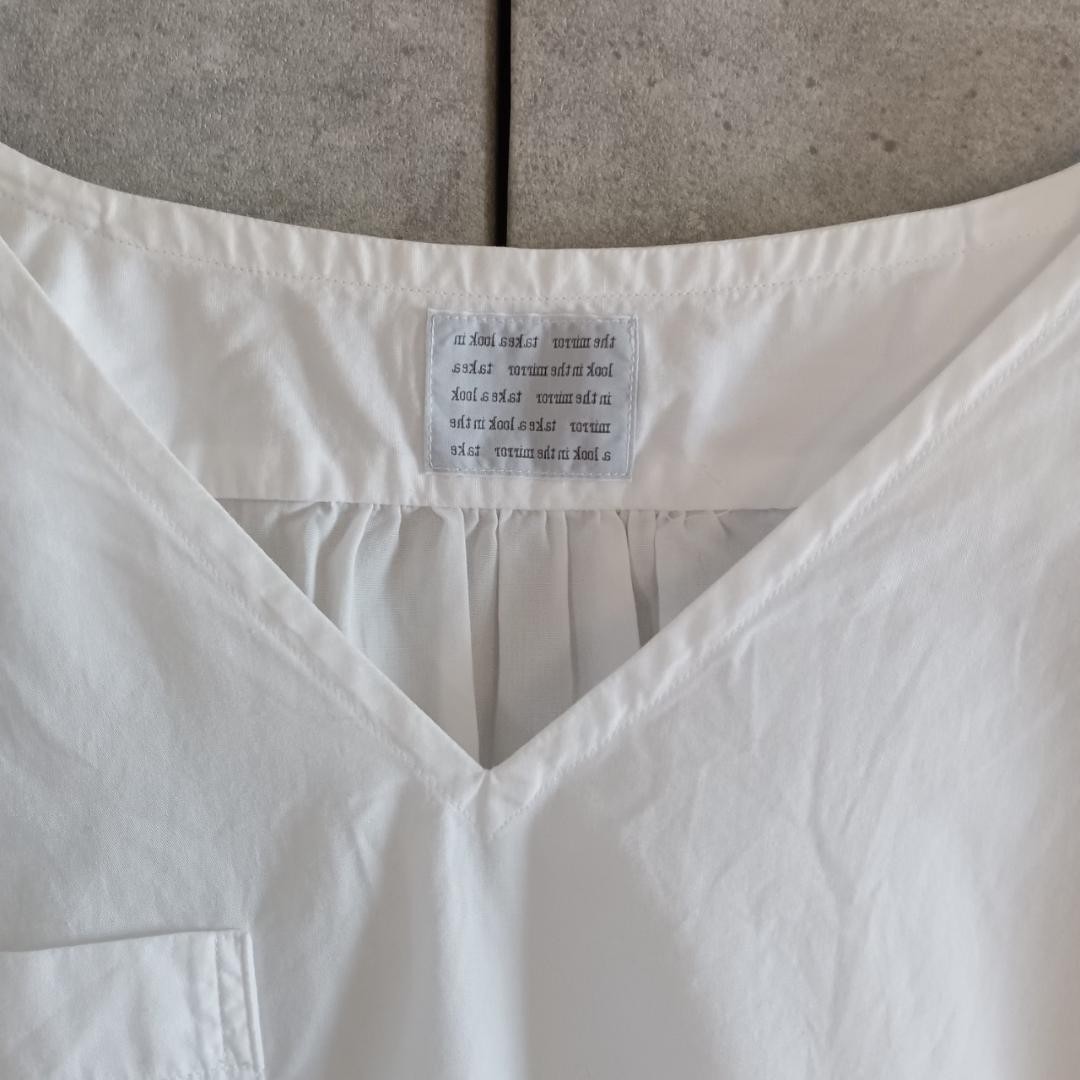 the mirror take a look in
look in the mirror take a
in the mirror take a look
mirror take a look in the
a look in the mirror take